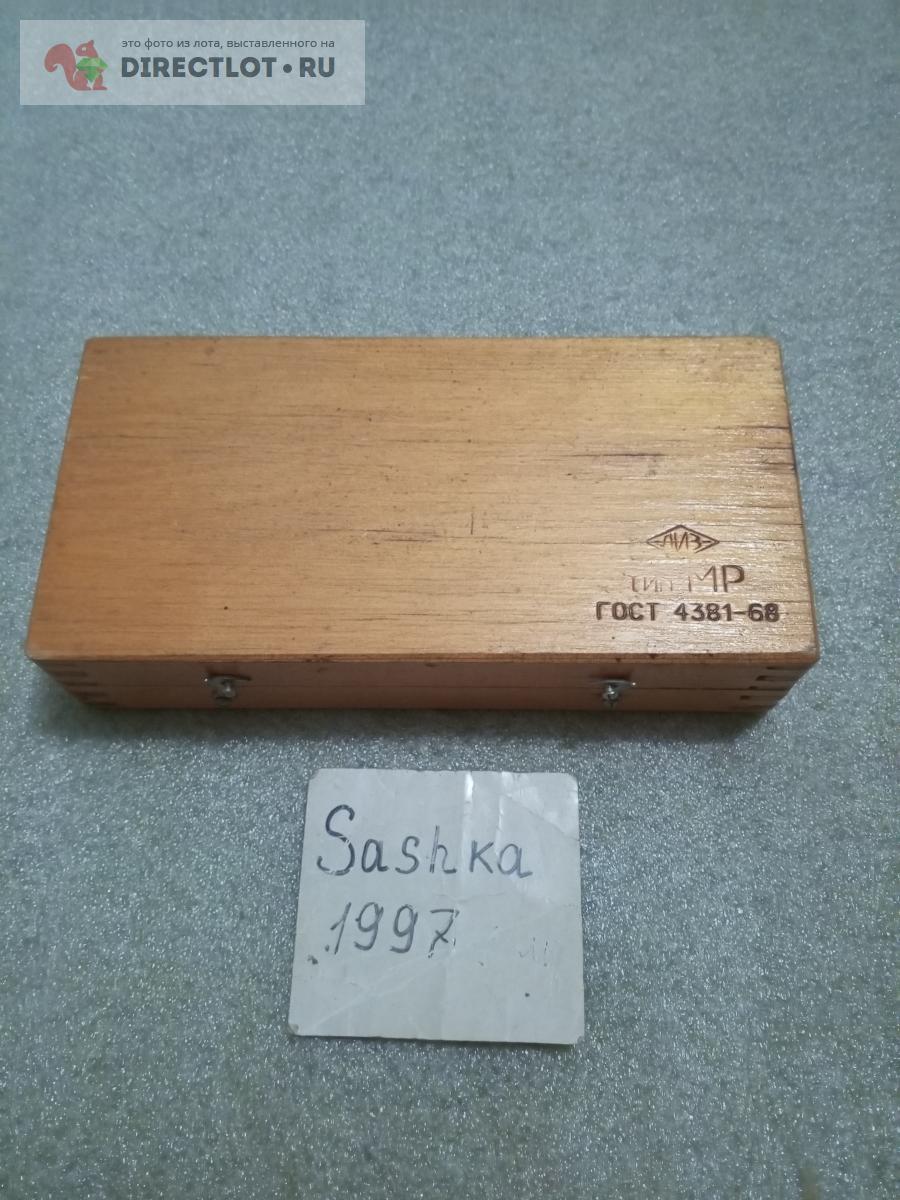 это фото из лота, выставленного на
DIRECTLOT•RU
ЛИЗ
тип МР
ГОСТ 4381-68
Sashka
1997